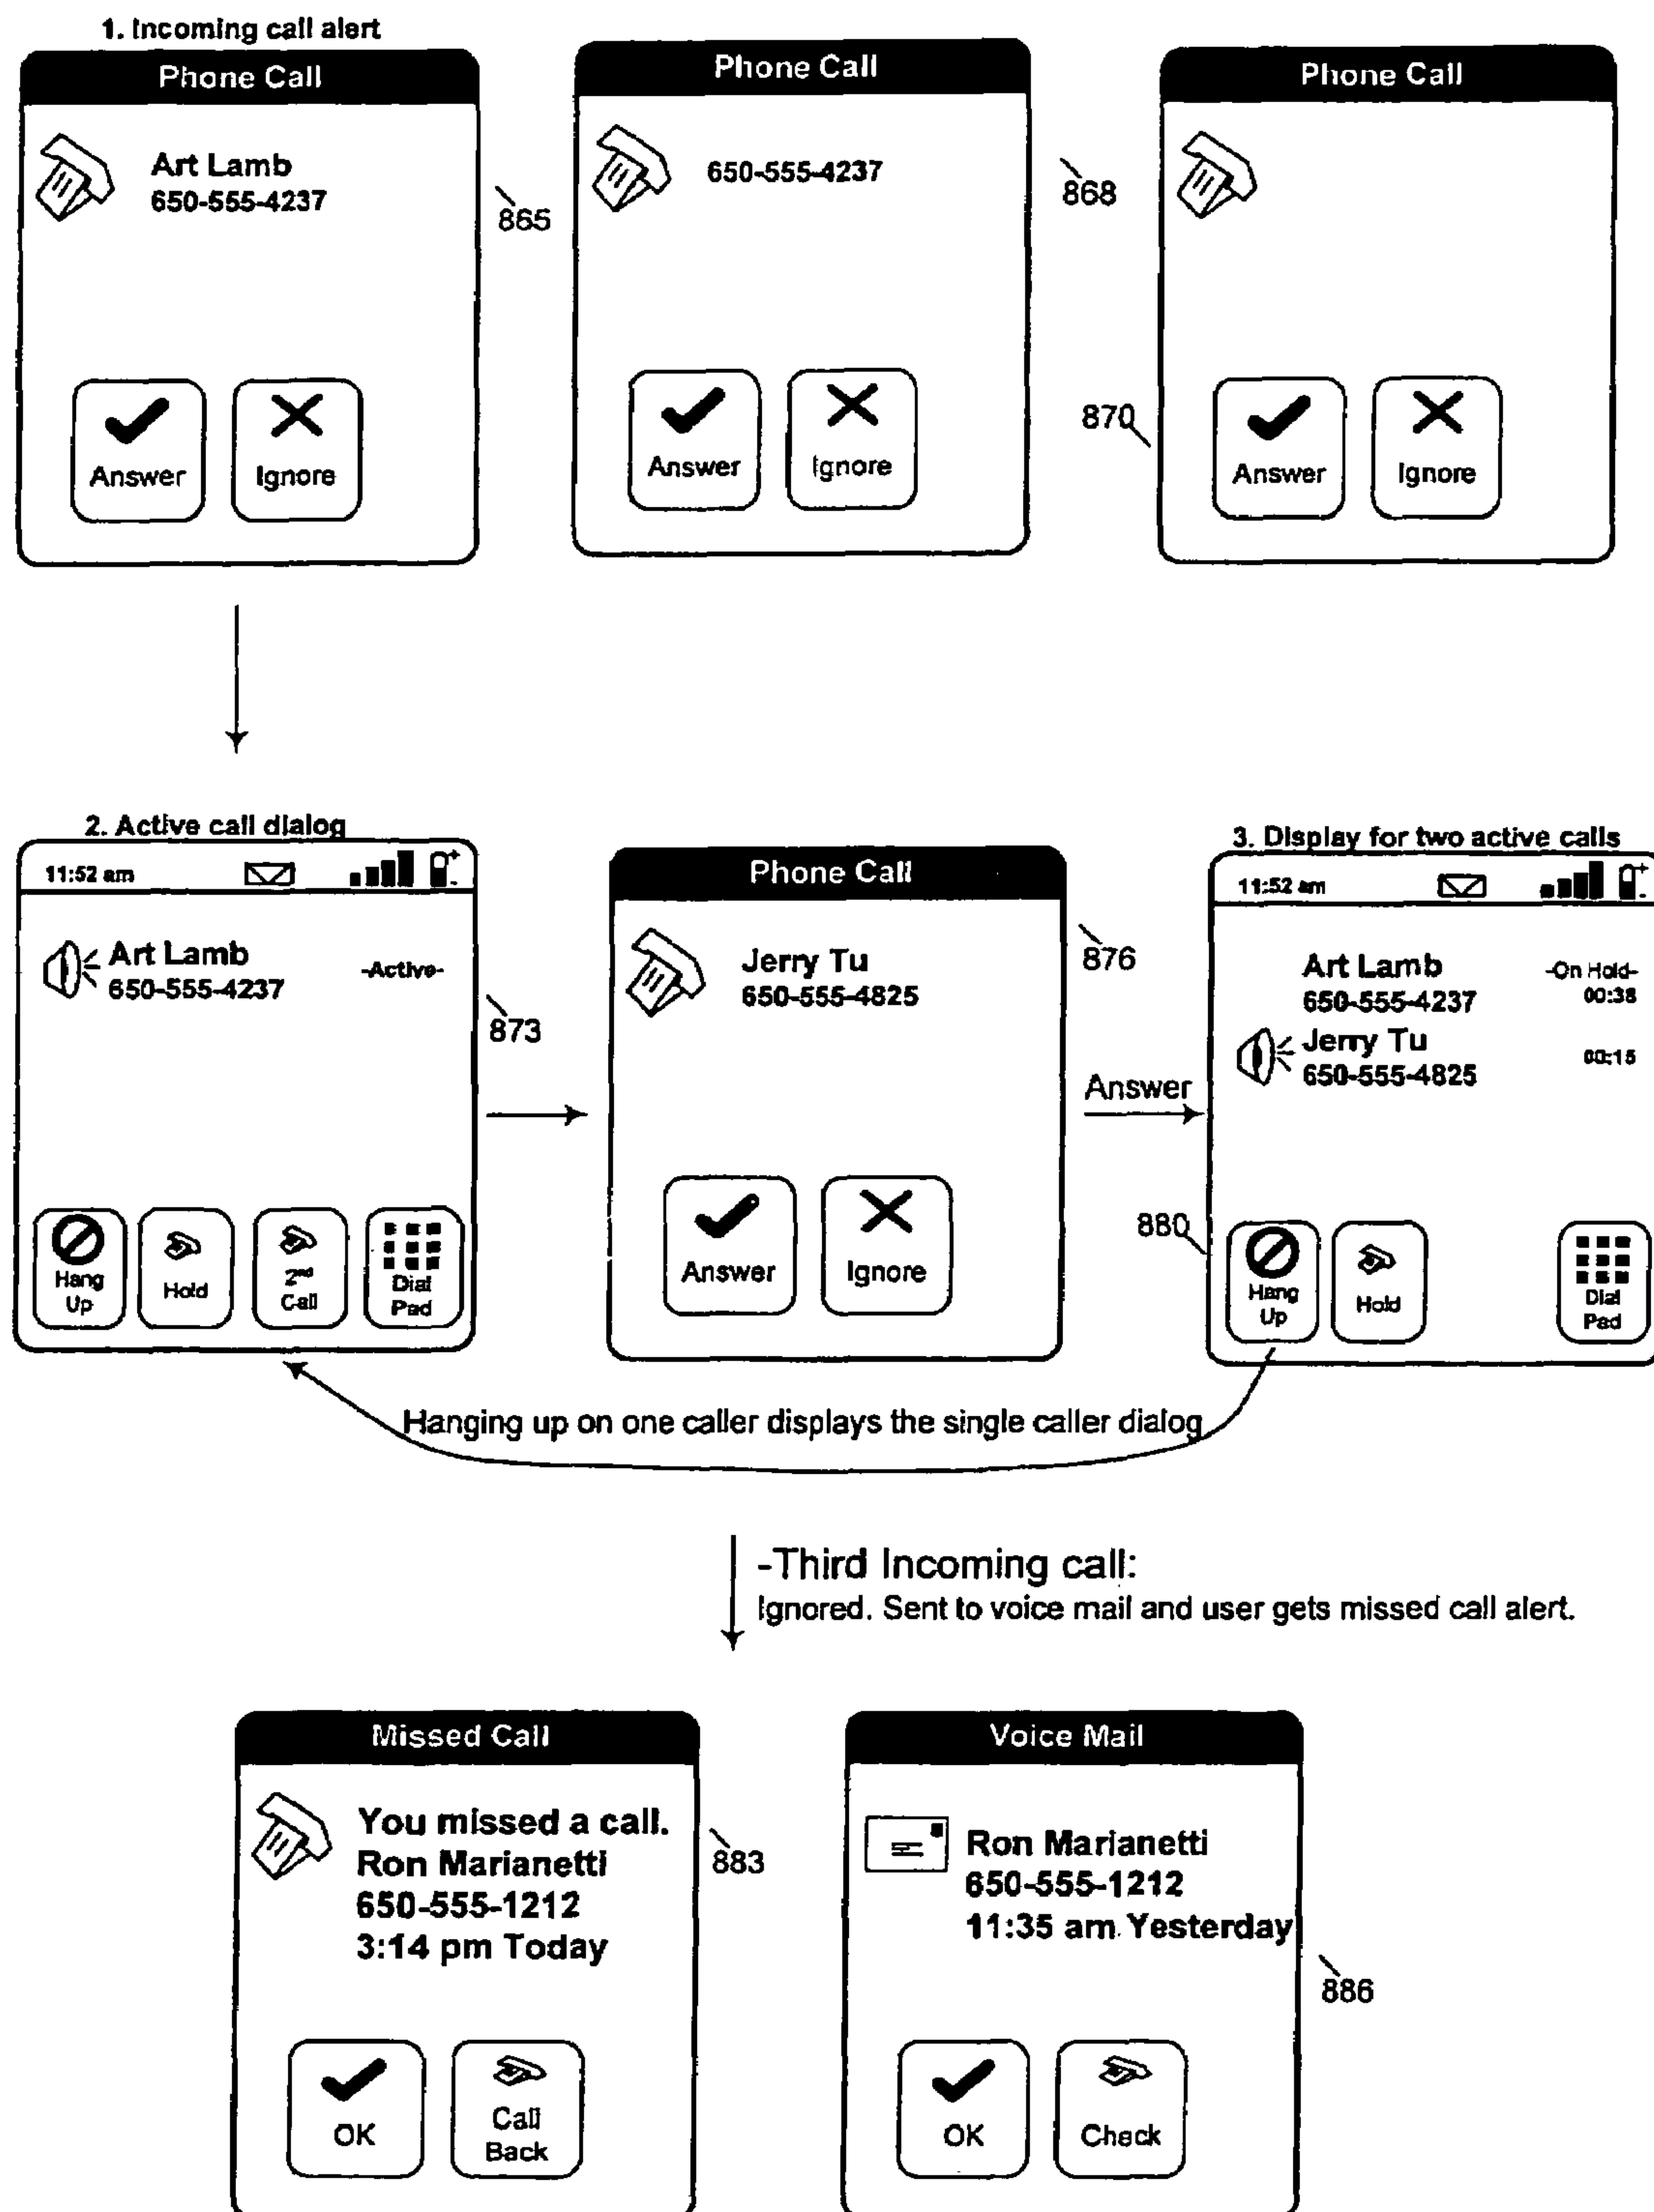 1. Incoming call alert
Phone Call
Art Lamb
650-555-4237
Answer
Ignore
865
Phone Call
650-555-4237
Answer
Ignore
868
Phone Call
870
Answer
Ignore
2. Active call dialog
11:52 am
Art Lamb
650-555-4237
-Active-
Hang
Up
Hold
2nd
Call
Dial
Pad
873
Phone Call
Jerry Tu
650-555-4825
Answer
Ignore
876
Answer
3. Display for two active calls
11:52 am
Art Lamb
650-555-4237
-On Hold-
00:38
Jerry Tu
650-555-4825
00:15
880
Hang
Up
Hold
Dial
Pad
Hanging up on one caller displays the single caller dialog
-Third Incoming call:
Ignored. Sent to voice mail and user gets missed call alert.
Missed Call
You missed a call.
Ron Marianetti
650-555-1212
3:14 pm Today
OK
Call
Back
883
Voice Mail
Ron Marianetti
650-555-1212
11:35 am Yesterday
OK
Check
886